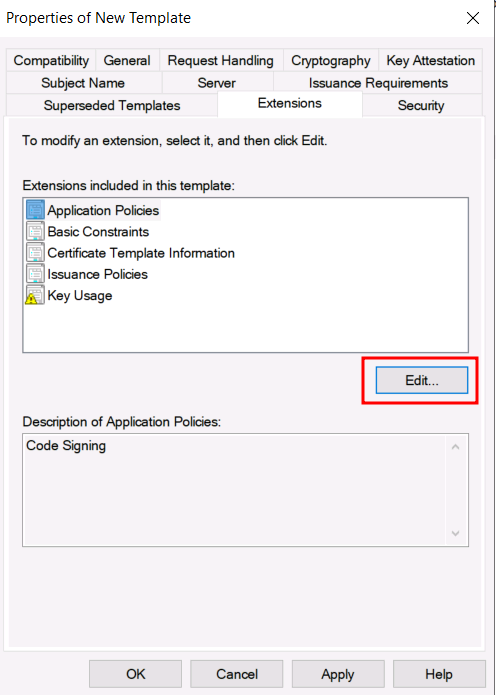 Properties of New Template
Compatibility General Request Handling Cryptography Key Attestation
Subject Name Server Issuance Requirements
Superseded Templates Extensions Security
To modify an extension, select it, and then click Edit.
Extensions included in this template:
Application Policies
Basic Constraints
Certificate Template Information
Issuance Policies
Key Usage
Edit...
Description of Application Policies:
Code Signing
OK Cancel Apply Help